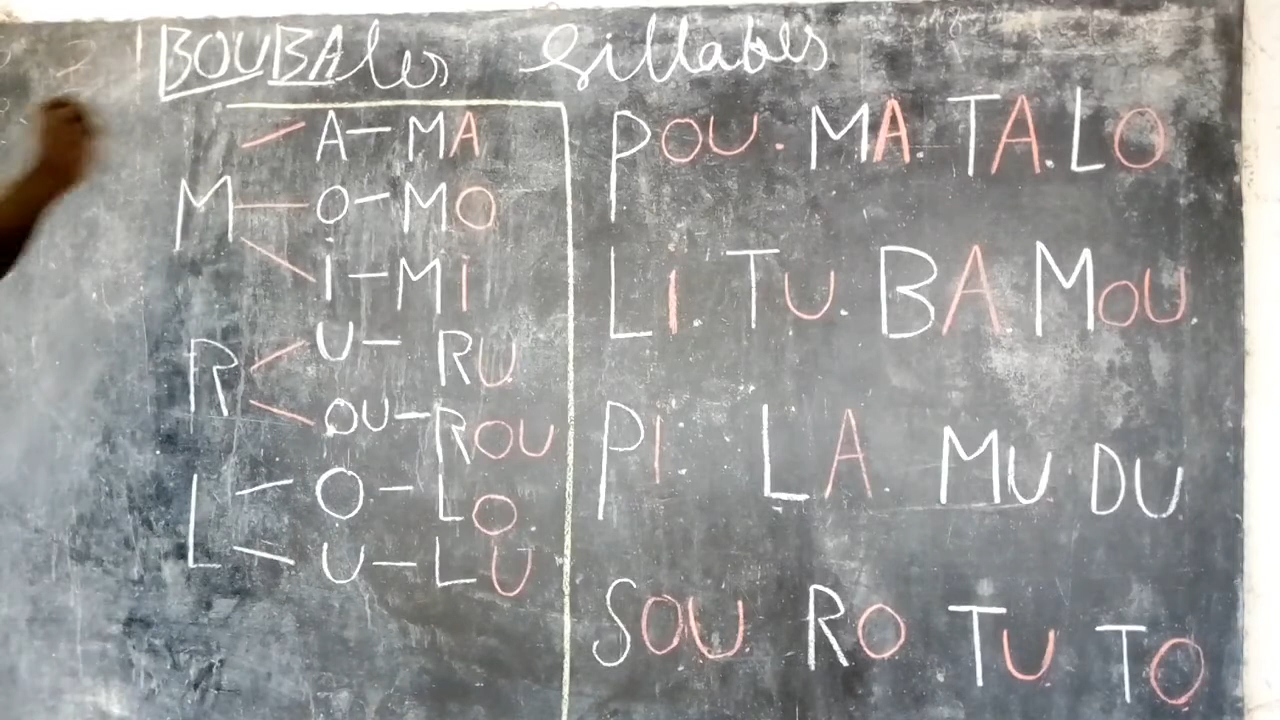 BOUBA les Sillabes
A - MA
M O - MO
i - Mi
U - RU
R
OU - ROU
L - O - LO
- U - LU
POU. MA. TA. LO
Li. TU. BA. MOU
Pi. LA. MU DU
SOU. RO TU TO